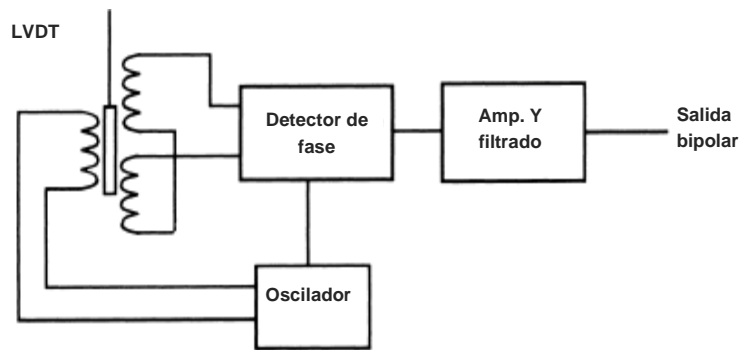 LVDT
Detector de
fase
Amp. Y
filtrado
Salida
bipolar
Oscilador